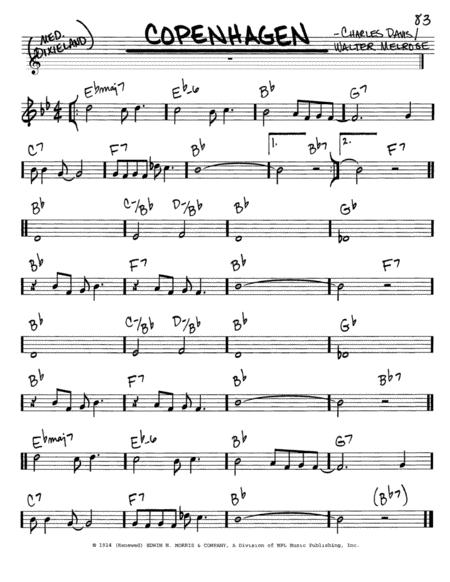 83
(MED. DIXIELAND)
COPENHAGEN
- CHARLES DAVIS/
WALTER MELROSE
Ebmaj7 Eb-6 Bb G7
C7 F7 Bb 1. Bb7 2. F7
Bb C-/Bb D-/Bb Bb Gb
Bb F7 Bb F7
Bb C-/Bb D-/Bb Bb Gb
Bb F7 Bb Bb7
Ebmaj7 Eb-6 Bb G7
C7 F7 Bb (Bb7)
© 1924 (Renewed) EDWIN H. MORRIS & COMPANY, A Division of MPL Music Publishing, Inc.